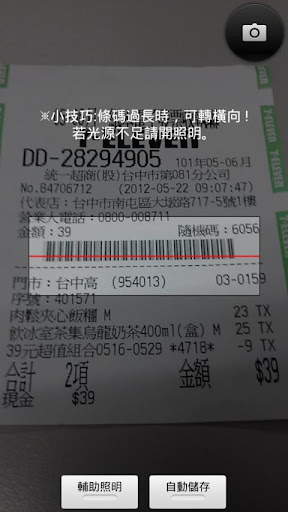 ※小技巧:條碼過長時，可轉橫向！
若光源不足請開照明。
7-ELEVEN
DD-28294905 101年05-06月
統一超商(股)台中市第081分公司
No.84706712 (2012-05-22 09:07:47)
代表店:台中市南屯區大墩路717-5號1樓
營業人電話:0800-008711
金額:39 隨機碼:6056
門市:台中高 (954013) 03-0159
序號:401571
肉鬆夾心飯糰 M 23 TX
飲冰室茶集烏龍奶茶400ml(盒) M 25 TX
39元超值組合0516-0529 *4718* -9 TX
合計 2項 金額 $39
現金 $39
輔助照明 自動儲存